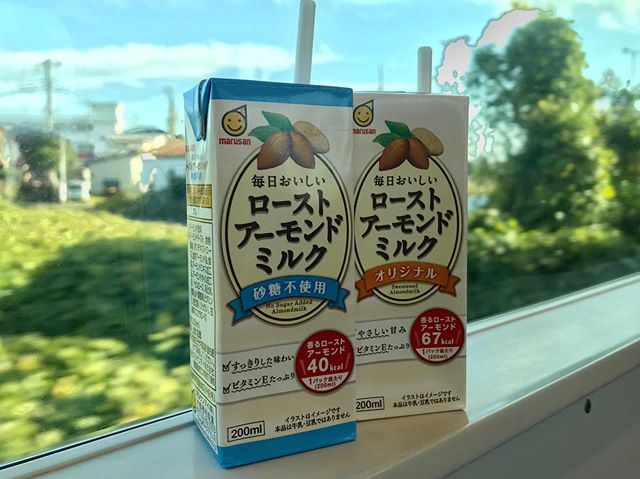 marusan
毎日おいしい
ロースト
アーモンド
ミルク
砂糖不使用
No Sugar Added
Almondmilk
すっきりした味わい
ビタミンEたっぷり
香るロースト
アーモンド
40kcal
1パック当たり
(200ml)
イラストはイメージです
本品は牛乳・豆乳ではありません
200ml
marusan
毎日おいしい
ロースト
アーモンド
ミルク
オリジナル
Sweetened
Almondmilk
やさしい甘み
ビタミンEたっぷり
香るロースト
アーモンド
67kcal
1パック当たり
(200ml)
イラストはイメージです
本品は牛乳・豆乳ではありません
200ml